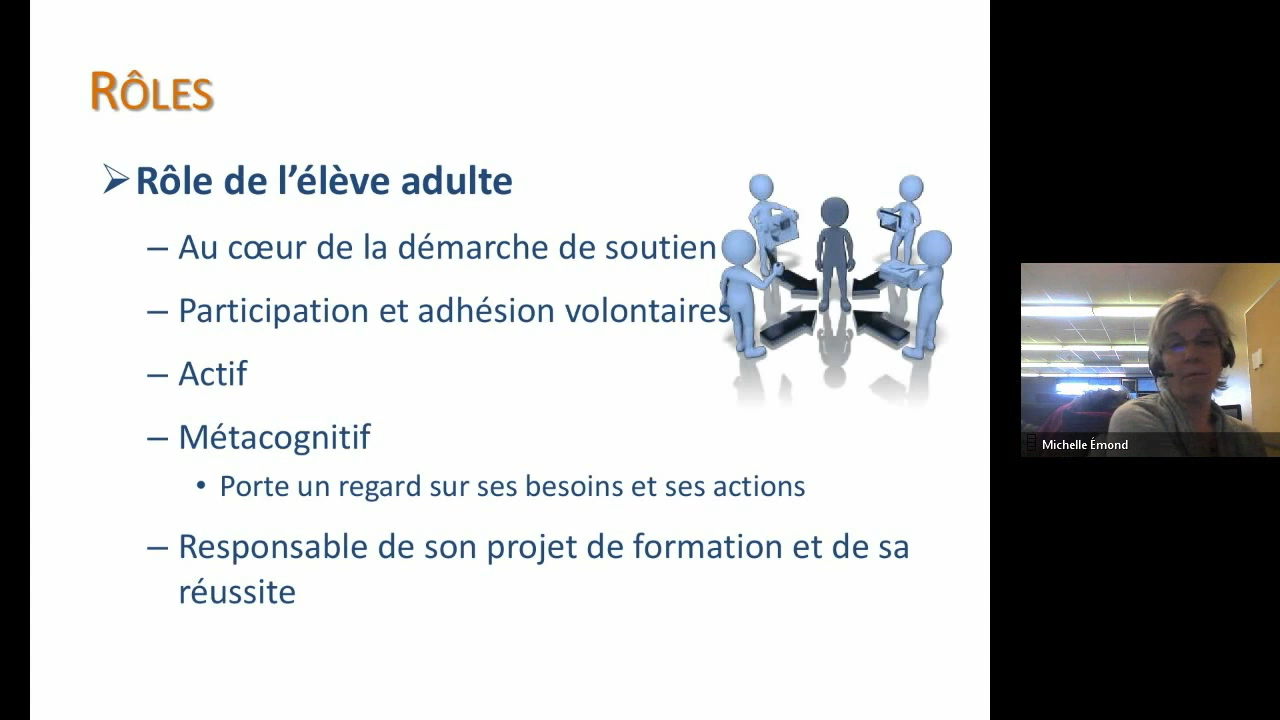 RÔLES
➢Rôle de l’élève adulte
– Au cœur de la démarche de soutien
– Participation et adhésion volontaires
– Actif
– Métacognitif
• Porte un regard sur ses besoins et ses actions
– Responsable de son projet de formation et de sa
réussite
Michelle Émond